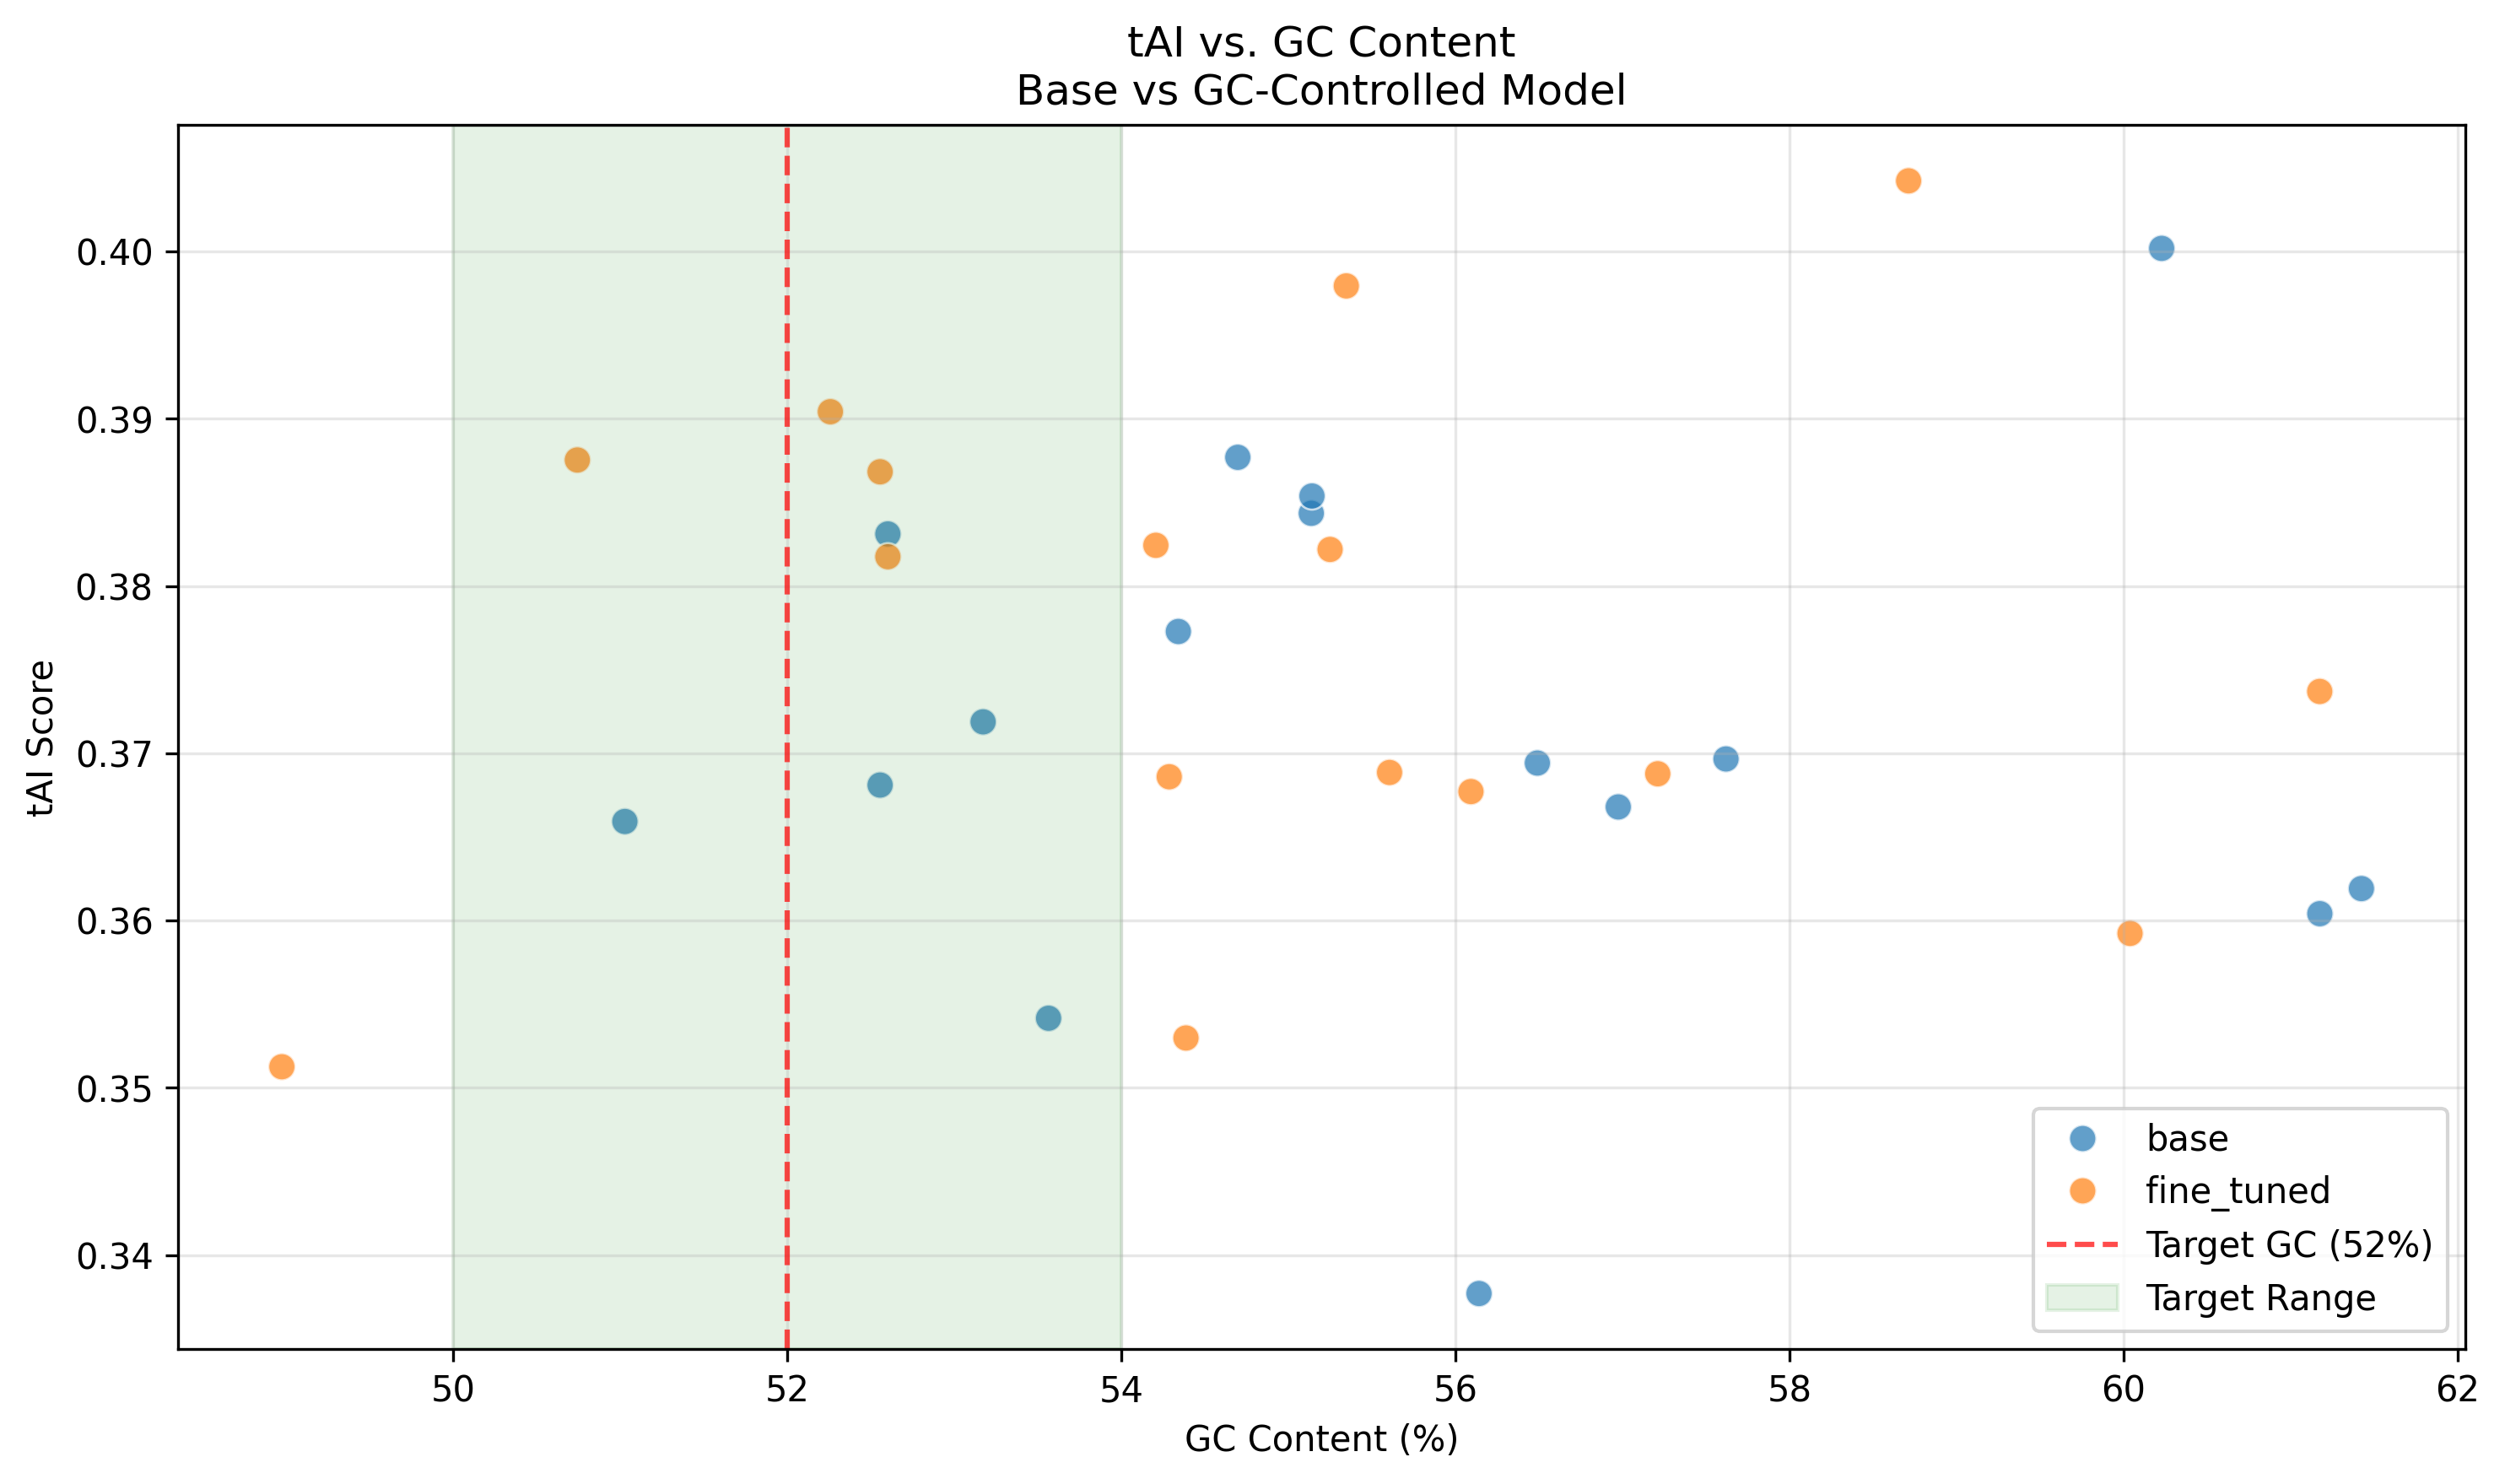 tAI vs. GC Content
Base vs GC-Controlled Model
tAI Score
0.40
0.39
0.38
0.37
0.36
0.35
0.34
50 52 54 56 58 60 62
GC Content (%)
base
fine_tuned
Target GC (52%)
Target Range